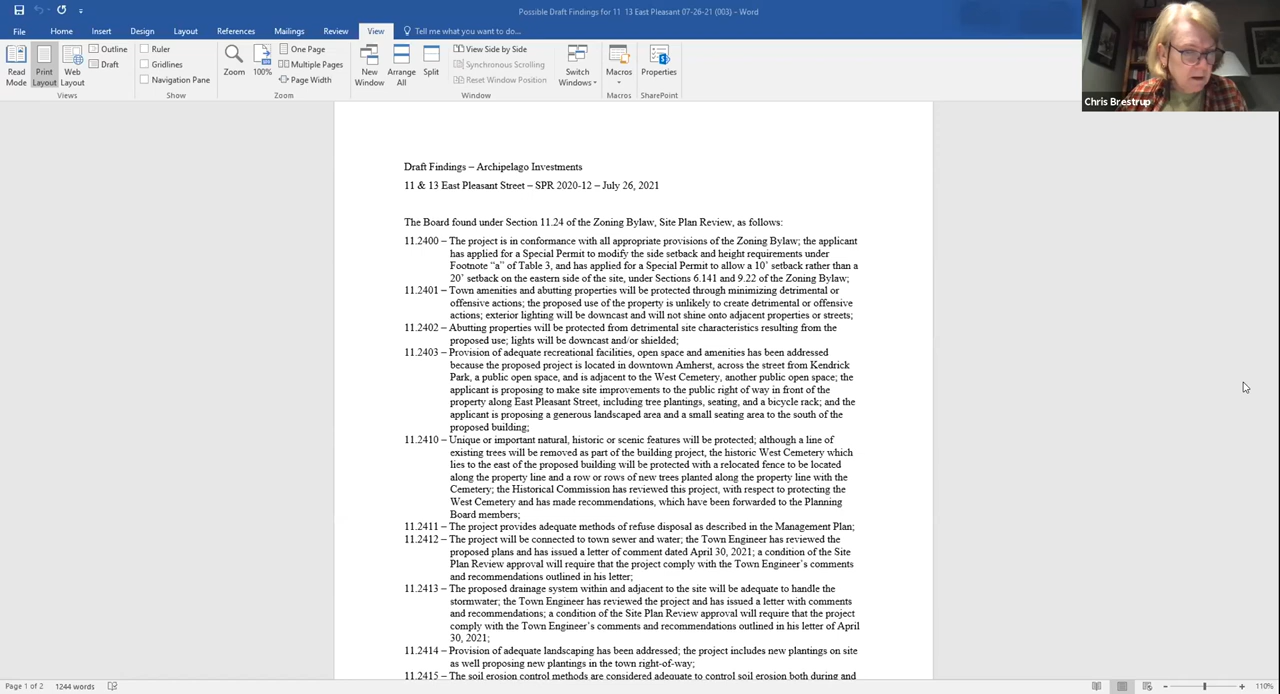 Possible Draft Findings for 11 13 East Pleasant 07-26-21 (003) – Word
File Home Insert Design Layout References Mailings Review View Tell me what you want to do...
Read Mode
Print Layout
Web Layout
Outline
Draft
Views
Ruler
Gridlines
Navigation Pane
Show
Zoom
100%
One Page
Multiple Pages
Page Width
Zoom
New Window
Arrange All
Split
View Side by Side
Synchronous Scrolling
Reset Window Position
Window
Switch Windows
Macros
Macros
Properties
SharePoint
Chris Brestrup
Draft Findings – Archipelago Investments
11 & 13 East Pleasant Street – SPR 2020-12 – July 26, 2021
The Board found under Section 11.24 of the Zoning Bylaw, Site Plan Review, as follows:
11.2400 – The project is in conformance with all appropriate provisions of the Zoning Bylaw; the applicant
has applied for a Special Permit to modify the side setback and height requirements under
Footnote “a” of Table 3, and has applied for a Special Permit to allow a 10’ setback rather than a
20’ setback on the eastern side of the site, under Sections 6.141 and 9.22 of the Zoning Bylaw;
11.2401 – Town amenities and abutting properties will be protected through minimizing detrimental or
offensive actions; the proposed use of the property is unlikely to create detrimental or offensive
actions; exterior lighting will be downcast and will not shine onto adjacent properties or streets;
11.2402 – Abutting properties will be protected from detrimental site characteristics resulting from the
proposed use; lights will be downcast and/or shielded;
11.2403 – Provision of adequate recreational facilities, open space and amenities has been addressed
because the proposed project is located in downtown Amherst, across the street from Kendrick
Park, a public open space, and is adjacent to the West Cemetery, another public open space; the
applicant is proposing to make site improvements to the public right of way in front of the
property along East Pleasant Street, including tree plantings, seating, and a bicycle rack; and the
applicant is proposing a generous landscaped area and a small seating area to the south of the
proposed building;
11.2410 – Unique or important natural, historic or scenic features will be protected; although a line of
existing trees will be removed as part of the building project, the historic West Cemetery which
lies to the east of the proposed building will be protected with a relocated fence to be located
along the property line and a row or rows of new trees planted along the property line with the
Cemetery; the Historical Commission has reviewed this project, with respect to protecting the
West Cemetery and has made recommendations, which have been forwarded to the Planning
Board members;
11.2411 – The project provides adequate methods of refuse disposal as described in the Management Plan;
11.2412 – The project will be connected to town sewer and water; the Town Engineer has reviewed the
proposed plans and has issued a letter of comment dated April 30, 2021; a condition of the Site
Plan Review approval will require that the project comply with the Town Engineer’s comments
and recommendations outlined in his letter;
11.2413 – The proposed drainage system within and adjacent to the site will be adequate to handle the
stormwater; the Town Engineer has reviewed the project and has issued a letter with comments
and recommendations; a condition of the Site Plan Review approval will require that the project
comply with the Town Engineer’s comments and recommendations outlined in his letter of April
30, 2021;
11.2414 – Provision of adequate landscaping has been addressed; the project includes new plantings on site
as well proposing new plantings in the town right-of-way;
11.2415 – The soil erosion control methods are considered adequate to control soil erosion both during and
Page 1 of 2 1244 words 110%